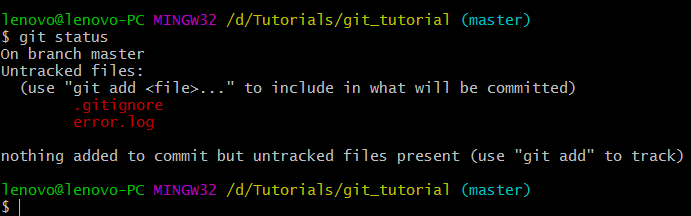 lenovo@lenovo-PC MINGW32 /d/Tutorials/git_tutorial (master)
$ git status
On branch master
Untracked files:
  (use "git add <file>..." to include in what will be committed)
        .gitignore
        error.log

nothing added to commit but untracked files present (use "git add" to track)

lenovo@lenovo-PC MINGW32 /d/Tutorials/git_tutorial (master)
$